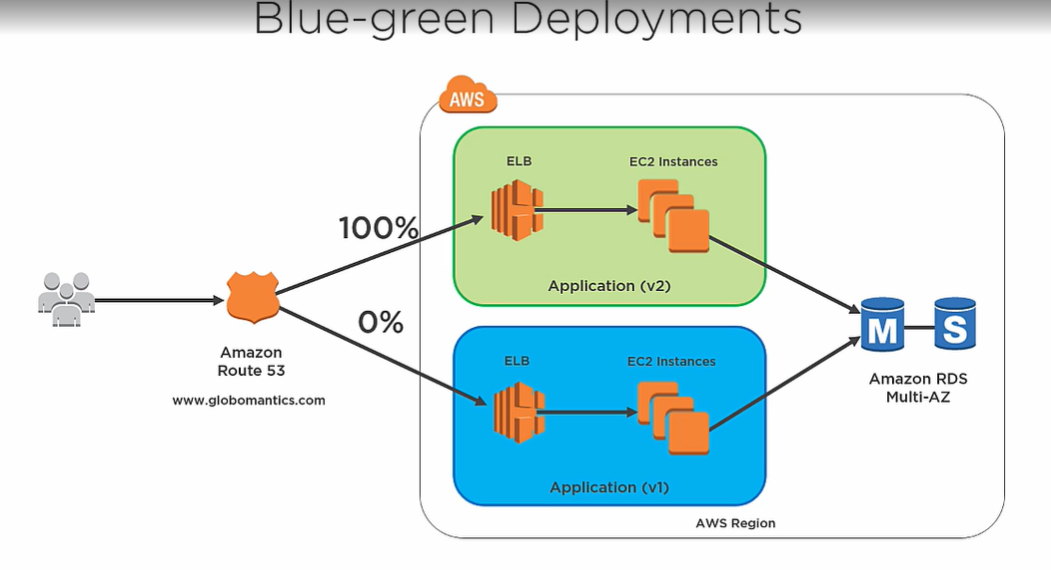 Blue-green Deployments
AWS
ELB
EC2 Instances
100%
Application (v2)
0%
M
S
ELB
EC2 Instances
Amazon
Route 53
www.globomantics.com
Amazon RDS
Multi-AZ
Application (v1)
AWS Region